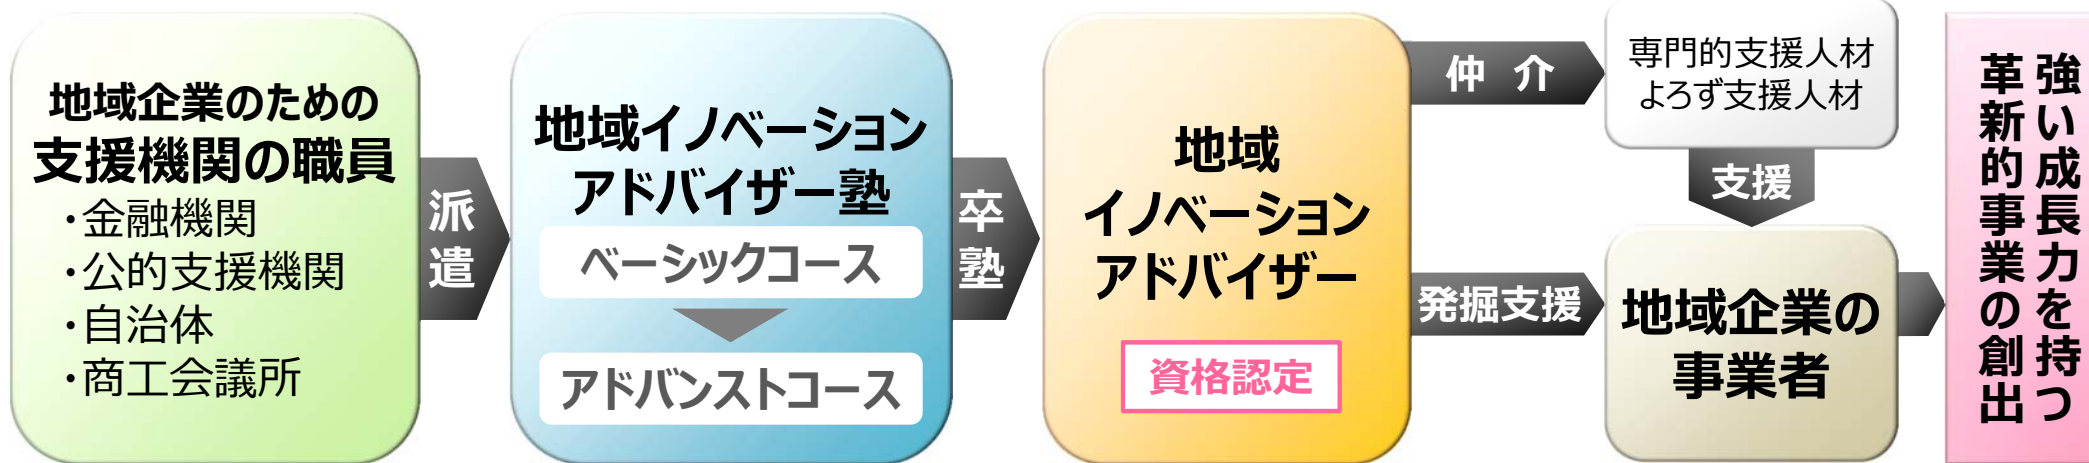 地域企業のための
支援機関の職員
・金融機関
・公的支援機関
・自治体
・商工会議所
派遣
地域イノベーション
アドバイザー塾
ベーシックコース
アドバンストコース
卒塾
地域
イノベーション
アドバイザー
資格認定
仲 介
専門的支援人材
よろず支援人材
支援
発掘支援
地域企業の
事業者
強い成長力を持つ
革新的事業の創出